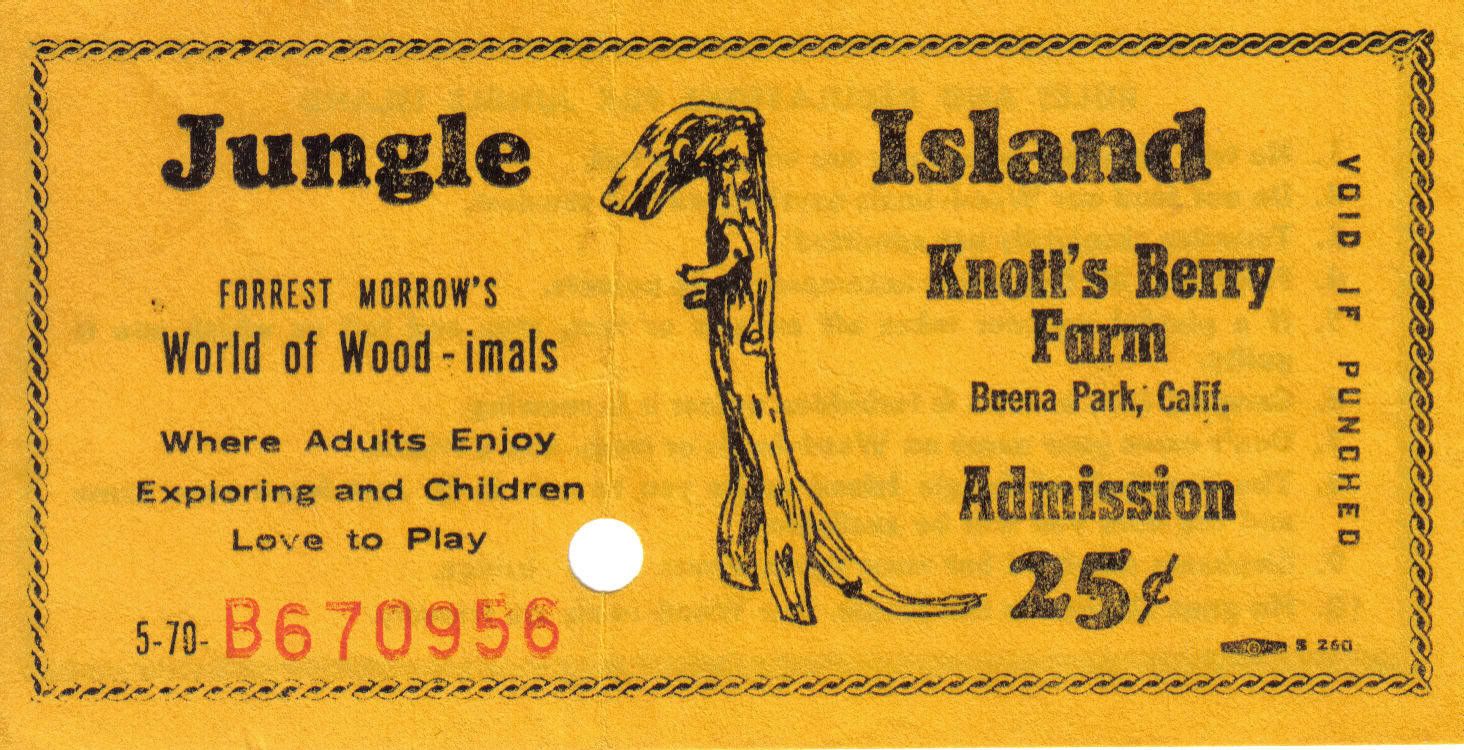 Jungle Island
FORREST MORROW'S
World of Wood-imals
Where Adults Enjoy
Exploring and Children
Love to Play
5-70- B670956
Knott's Berry
Farm
Buena Park, Calif.
Admission
25¢
VOID IF PUNCHED
S 260